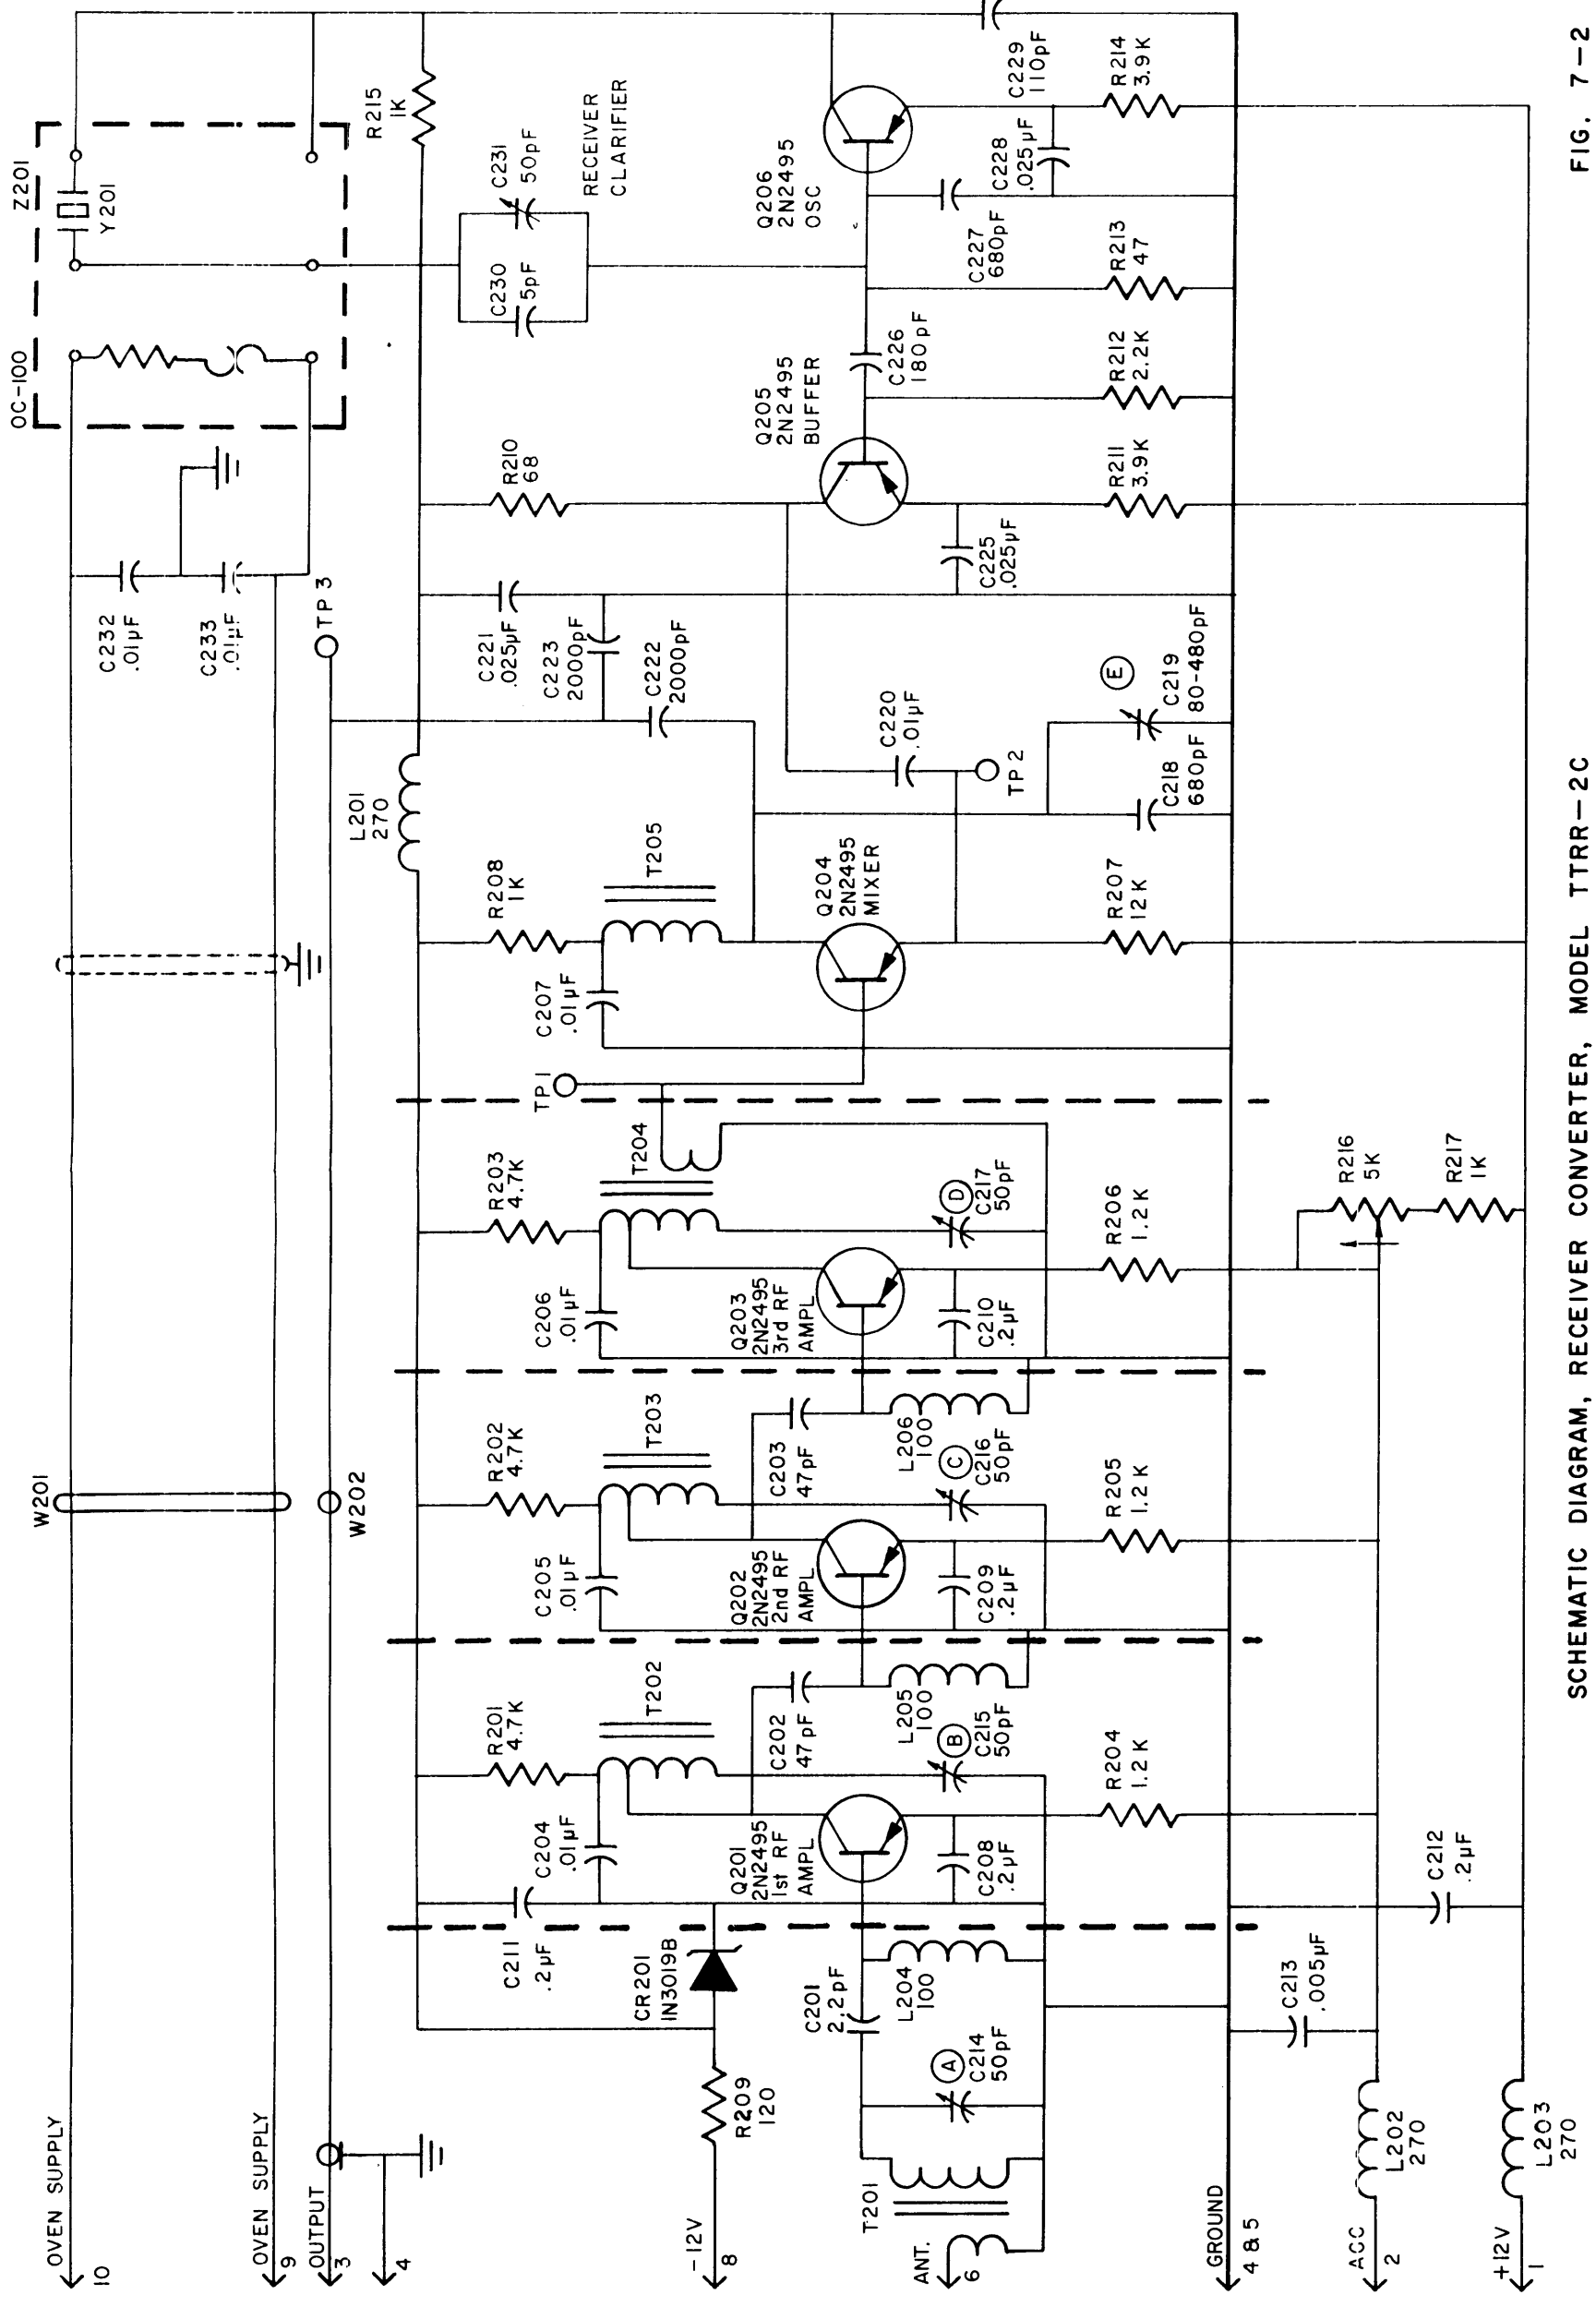 OVEN SUPPLY
10
OVEN SUPPLY
9
OUTPUT
3
4
-12V
8
ANT.
6
GROUND
4 & 5
ACC
2
+12V
1
W201
W202
C232
.01µF
C233
.01µF
TP 3
OC-100
Z201
Y201
R215
1K
C230
5pF
C231
50pF
RECEIVER
CLARIFIER
L201
270
R209
120
CR201
IN3019B
C211
.2µF
C204
.01µF
R201
4.7K
T202
C202
47pF
Q201
2N2495
1st RF
AMPL
C201
2.2pF
L204
100
T201
A
C214
50pF
C208
.2µF
B
C215
50pF
L205
100
R204
1.2K
C205
.01µF
R202
4.7K
T203
C203
47pF
Q202
2N2495
2nd RF
AMPL
C209
.2µF
C
C216
50pF
L206
100
R205
1.2K
C206
.01µF
R203
4.7K
T204
Q203
2N2495
3rd RF
AMPL
C210
.2µF
D
C217
50pF
R206
1.2K
TP1
C207
.01µF
R208
1K
T205
Q204
2N2495
MIXER
R207
12K
C221
.025µF
C223
2000pF
C222
2000pF
C220
.01µF
TP2
C218
680pF
E
C219
80-480pF
R210
68
Q205
2N2495
BUFFER
C225
.025µF
R211
3.9K
C226
180pF
R212
2.2K
R213
47
Q206
2N2495
OSC
C227
680pF
C228
.025µF
C229
110pF
R214
3.9K
C213
.005µF
C212
.2µF
L202
270
L203
270
R216
5K
R217
1K
SCHEMATIC DIAGRAM, RECEIVER CONVERTER, MODEL TTRR-2C
FIG. 7-2